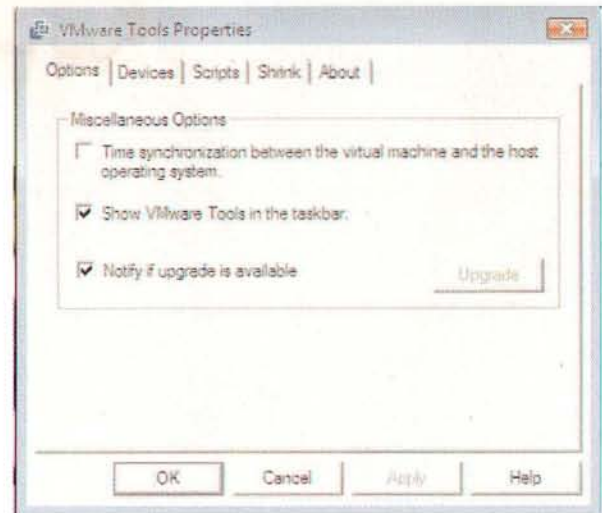 VMware Tools Properties
Options Devices Scripts Shrink About
Miscellaneous Options
Time synchronization between the virtual machine and the host
operating system.
Show VMware Tools in the taskbar.
Notify if upgrade is available
Upgrade
OK Cancel Apply Help